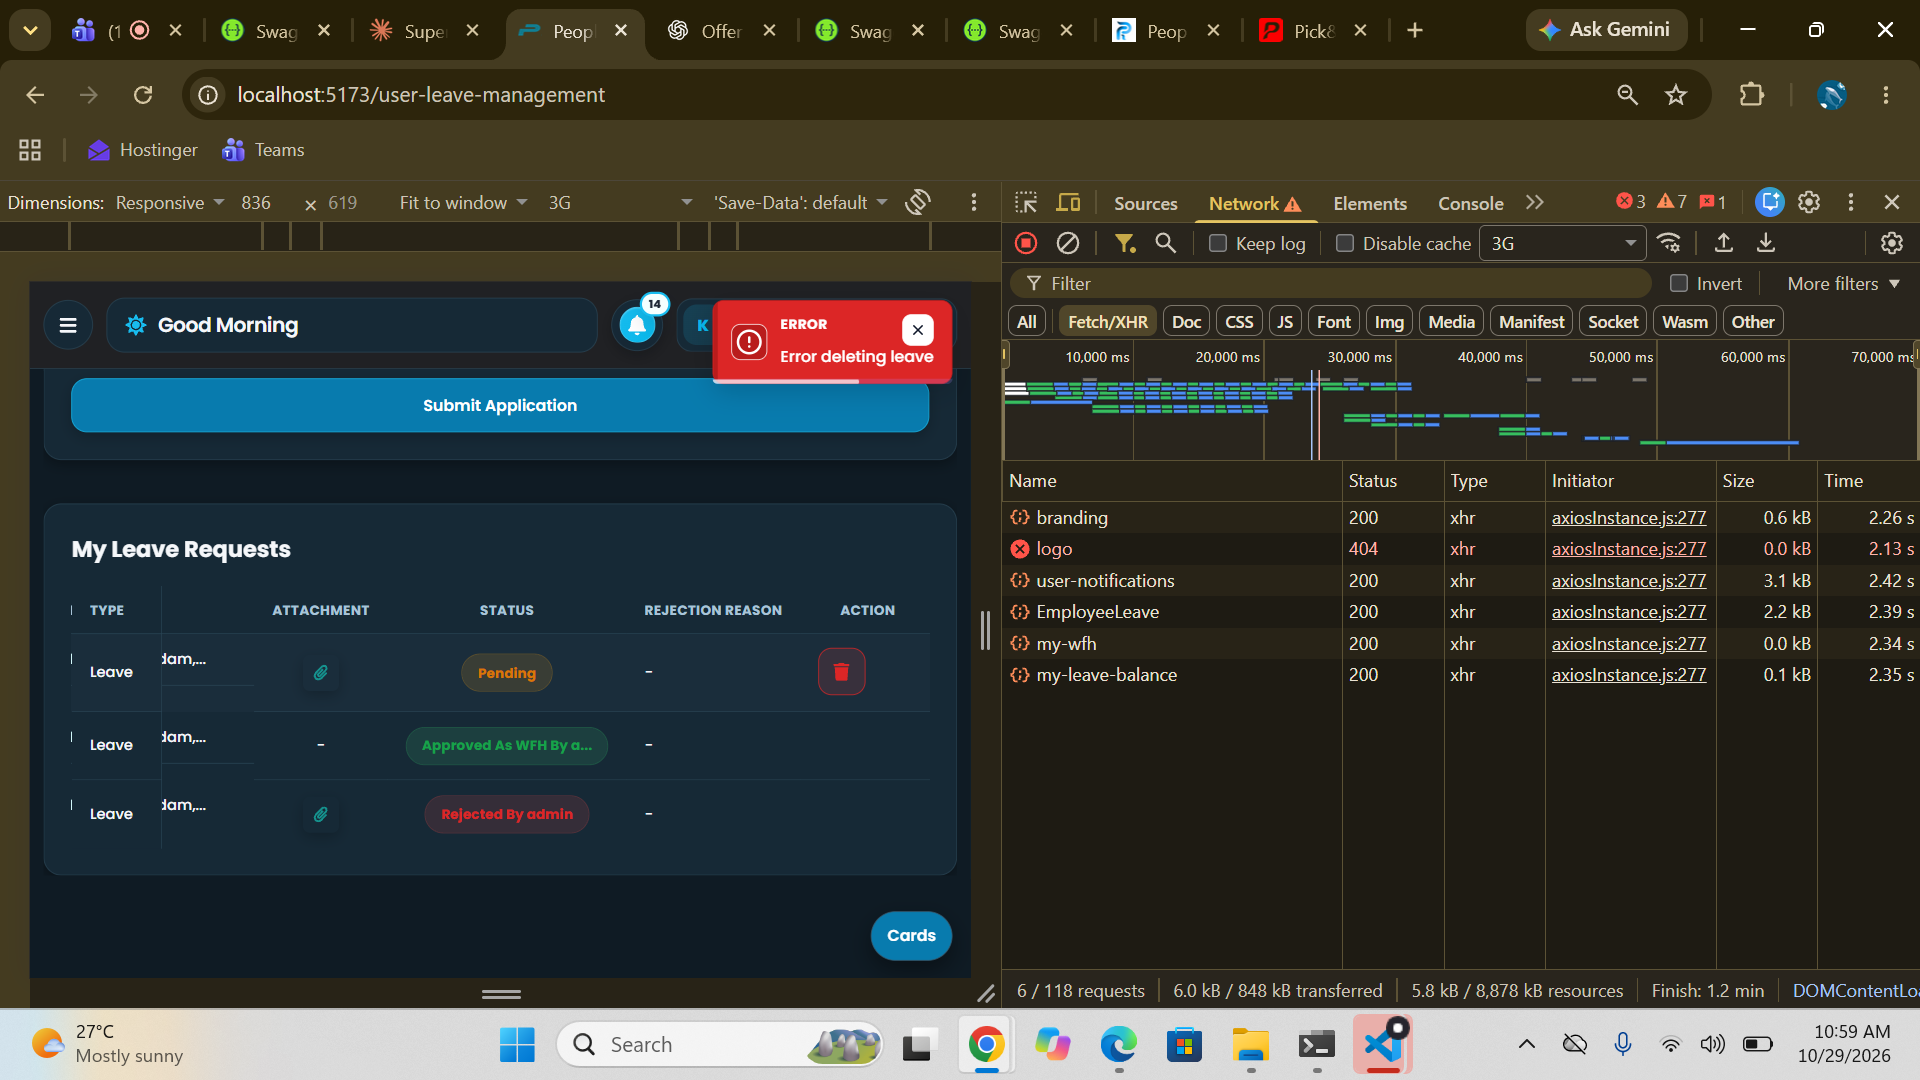 (1
Swag
Supe
Peop
Offer
Swag
Swag
Peop
Pick&
Ask Gemini
localhost:5173/user-leave-management
Hostinger
Teams
Dimensions: Responsive
836
×
619
Fit to window
3G
'Save-Data': default
Sources
Network
Elements
Console
3
7
1
Keep log
Disable cache
3G
Filter
Invert
More filters
All
Fetch/XHR
Doc
CSS
JS
Font
Img
Media
Manifest
Socket
Wasm
Other
10,000 ms
20,000 ms
30,000 ms
40,000 ms
50,000 ms
60,000 ms
70,000 ms
Name
Status
Type
Initiator
Size
Time
branding 200 xhr axiosInstance.js:277 0.6 kB 2.26 s
logo 404 xhr axiosInstance.js:277 0.0 kB 2.13 s
user-notifications 200 xhr axiosInstance.js:277 3.1 kB 2.42 s
EmployeeLeave 200 xhr axiosInstance.js:277 2.2 kB 2.39 s
my-wfh 200 xhr axiosInstance.js:277 0.0 kB 2.34 s
my-leave-balance 200 xhr axiosInstance.js:277 0.1 kB 2.35 s
6 / 118 requests
6.0 kB / 848 kB transferred
5.8 kB / 8,878 kB resources
Finish: 1.2 min
DOMContentLoa
Good Morning
14
K
ERROR
Error deleting leave
Submit Application
My Leave Requests
TYPE ATTACHMENT STATUS REJECTION REASON ACTION
Leave dam,... Pending -
Leave dam,... - Approved As WFH By a... -
Leave dam,... Rejected By admin -
Cards
27°C
Mostly sunny
Search
10:59 AM
10/29/2026